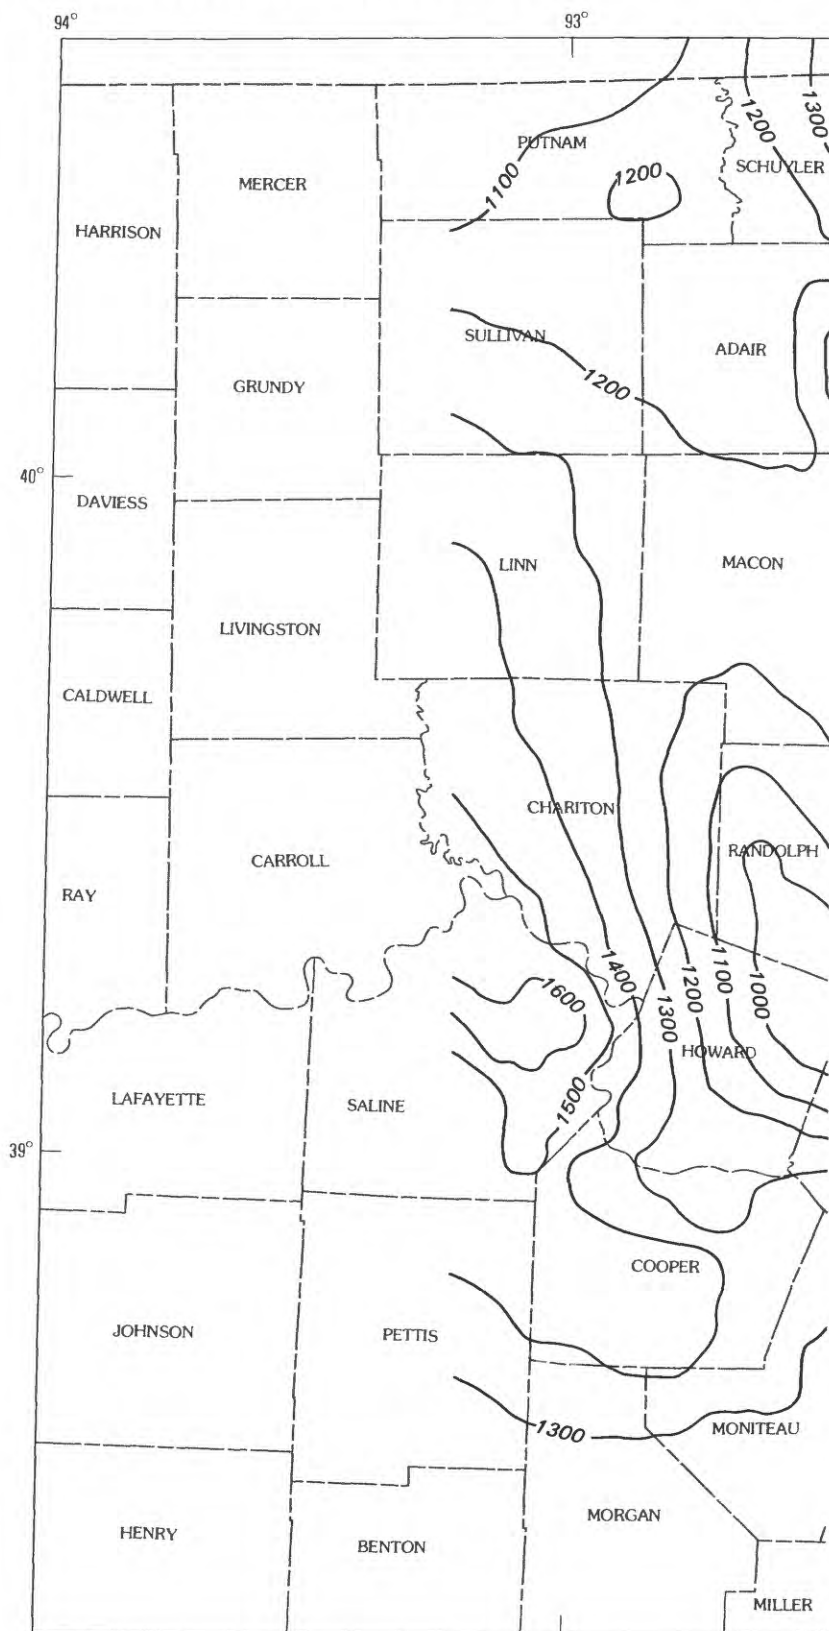 94°
93°
1200
1300
PUTNAM
SCHUYLER
1200
1100
MERCER
HARRISON
SULLIVAN
ADAIR
1200
GRUNDY
40°
DAVIESS
LINN
MACON
LIVINGSTON
CALDWELL
CHARITON
RANDOLPH
CARROLL
RAY
1400
1200
1100
1000
1600
1300
HOWARD
LAFAYETTE
SALINE
1500
39°
COOPER
JOHNSON
PETTIS
1300
MONITEAU
MORGAN
HENRY
BENTON
MILLER